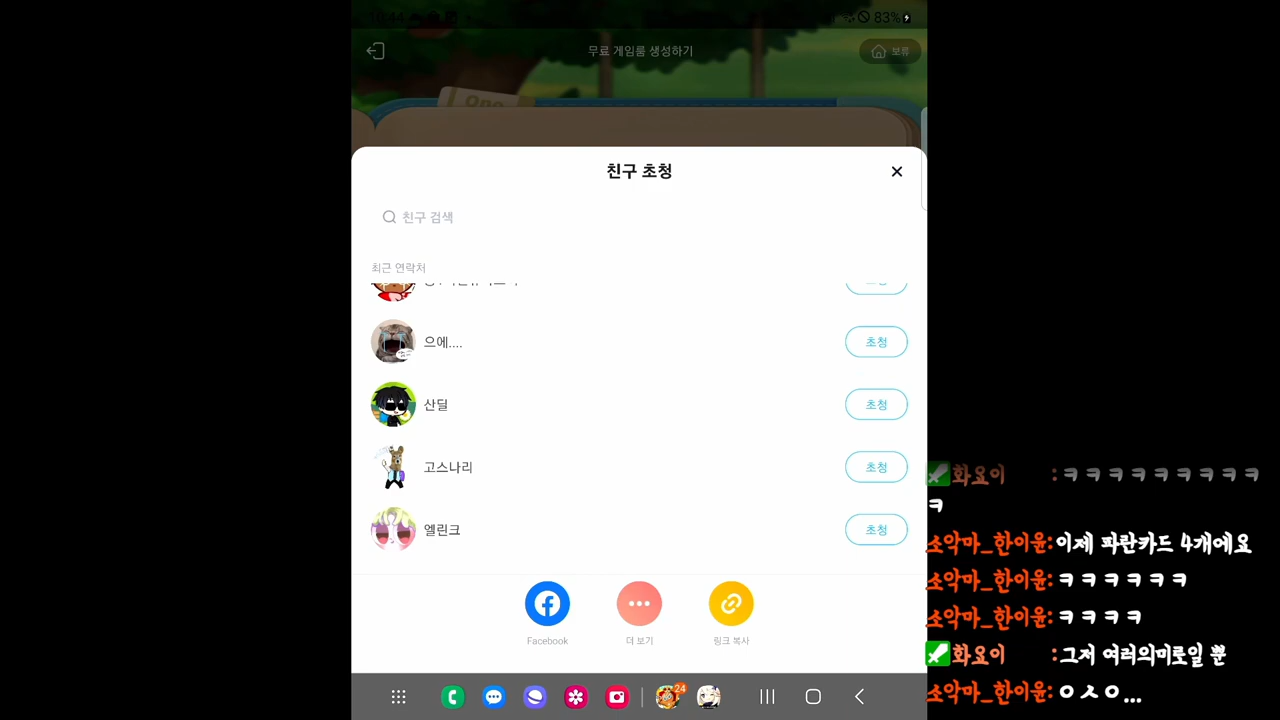 10:44
83%
무료 게임룸 생성하기
보류
One
친구 초청
친구 검색
최근 연락처
으에....
초청
산딜
초청
고스나리
초청
엘린크
초청
Facebook
더 보기
링크 복사
24
화요이 :ㅋㅋㅋㅋㅋㅋㅋㅋㅋ
ㅋ
소악마_한이윤:이제 파란카드 4개에요
소악마_한이윤:ㅋㅋㅋㅋㅋㅋ
소악마_한이윤:ㅋㅋㅋㅋ
화요이 :그저 여러의미로일 뿐
소악마_한이윤:ㅇㅅㅇ...